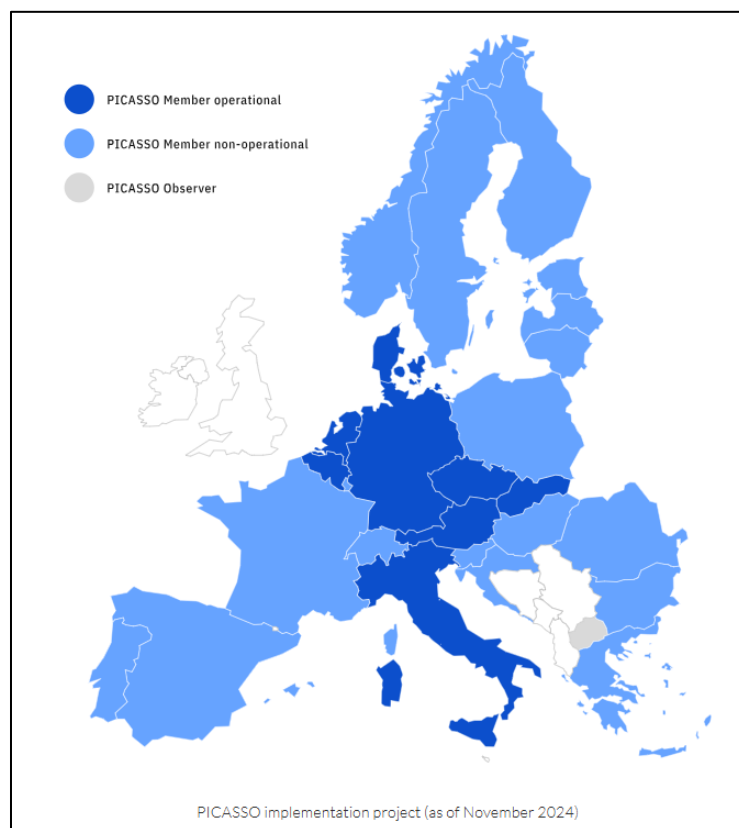 PICASSO Member operational
PICASSO Member non-operational
PICASSO Observer
PICASSO implementation project (as of November 2024)